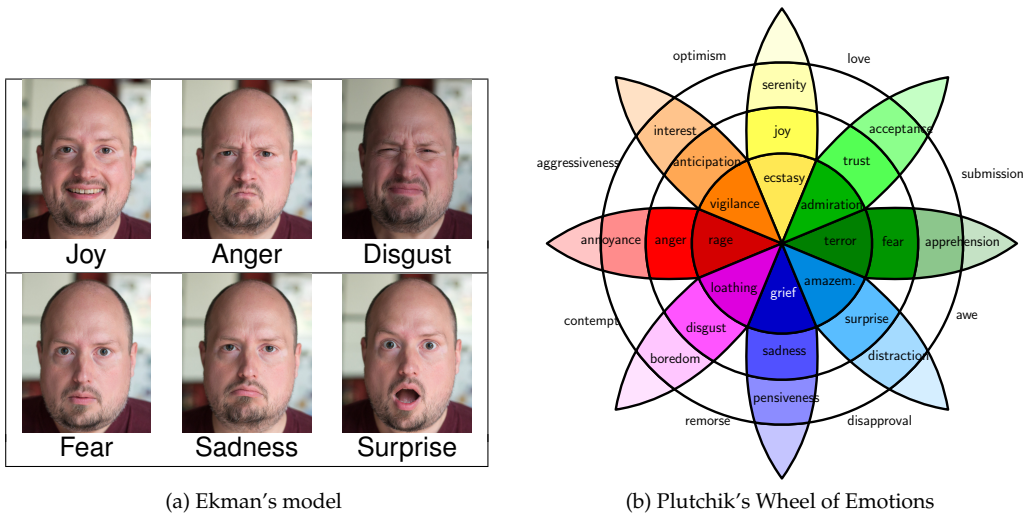 Joy
Anger
Disgust
Fear
Sadness
Surprise
(a) Ekman's model
optimism
love
serenity
interest
joy
acceptance
aggressiveness
anticipation
trust
submission
ecstasy
vigilance
admiration
annoyance
anger
rage
terror
fear
apprehension
loathing
grief
amazem.
contempt
disgust
surprise
awe
boredom
sadness
distraction
pensiveness
remorse
disapproval
(b) Plutchik's Wheel of Emotions